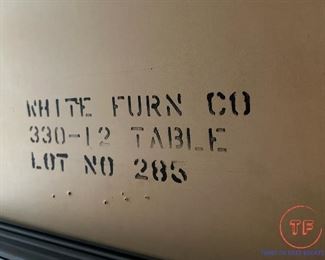 WHITE FURN CO
330-12 TABLE
LOT NO 285
TF